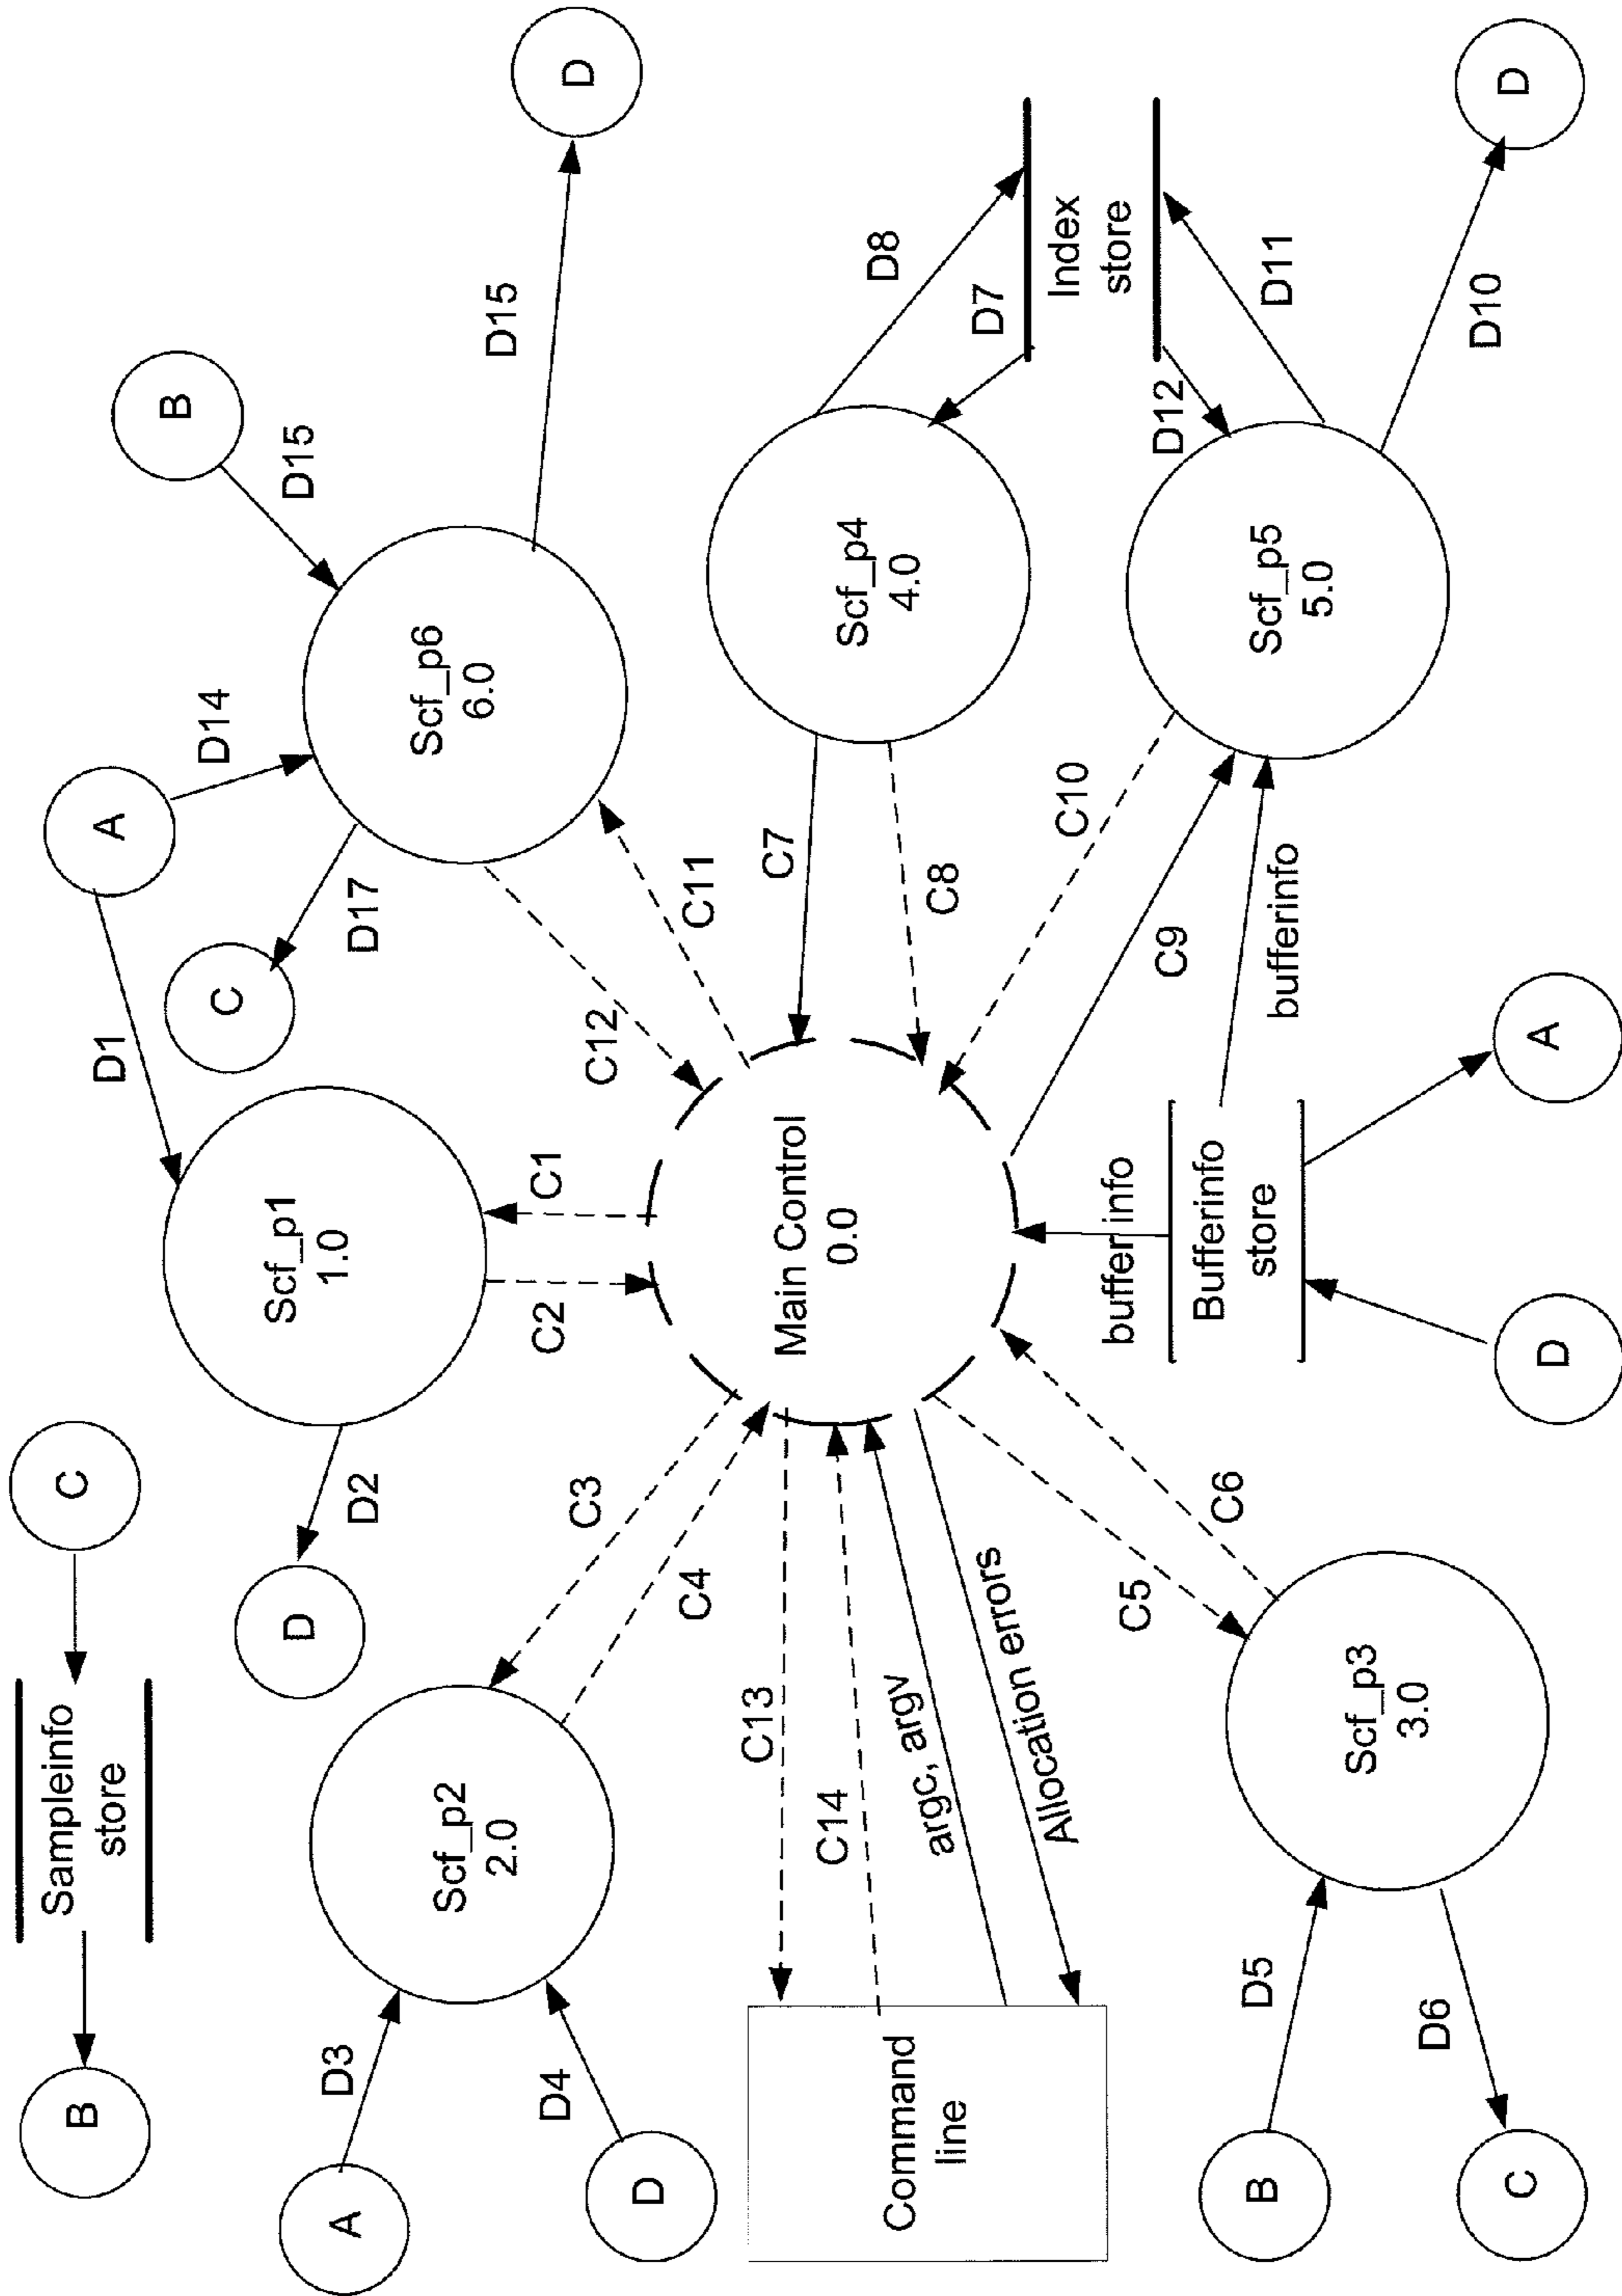 B
Sampleinfo
store
C
A
D3
D4
D
Scf_p2
2.0
D
D2
Scf_p1
1.0
D1
A
D14
C
D17
Scf_p6
6.0
B
D15
D15
D
C3
C4
C2
C1
C12
C11
Command
line
C13
C14
argc, argv
Allocation errors
Main Control
0.0
C7
C8
Scf_p4
4.0
D8
D7
Index
store
B
D5
D6
C
Scf_p3
3.0
C5
C6
buffer info
Bufferinfo
store
D
A
C9
bufferinfo
C10
Scf_p5
5.0
D12
D11
D10
D